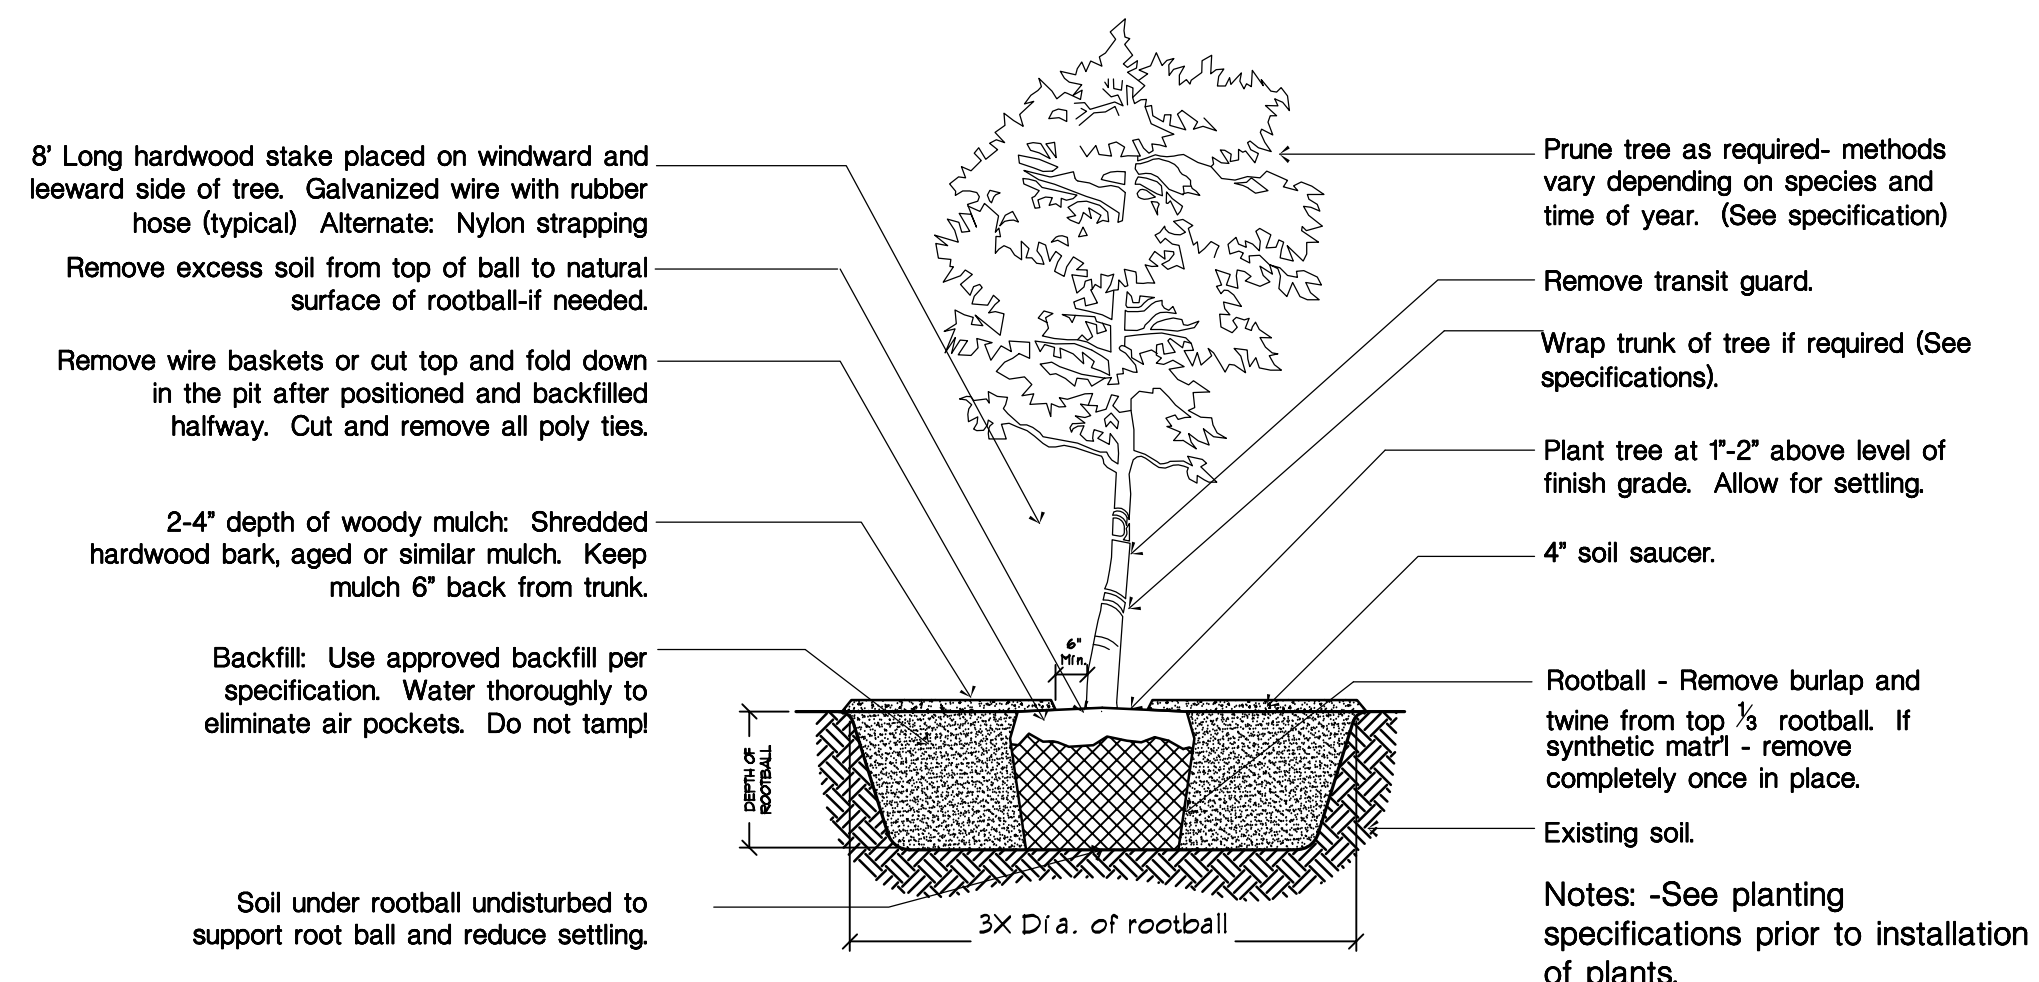 8' Long hardwood stake placed on windward and
leeward side of tree. Galvanized wire with rubber
hose (typical) Alternate: Nylon strapping
Remove excess soil from top of ball to natural
surface of rootball-if needed.
Remove wire baskets or cut top and fold down
in the pit after positioned and backfilled
halfway. Cut and remove all poly ties.
2-4" depth of woody mulch: Shredded
hardwood bark, aged or similar mulch. Keep
mulch 6" back from trunk.
Backfill: Use approved backfill per
specification. Water thoroughly to
eliminate air pockets. Do not tamp!
Soil under rootball undisturbed to
support root ball and reduce settling.
6"
Min.
DEPTH OF
ROOTBALL
3X Dia. of rootball
Prune tree as required- methods
vary depending on species and
time of year. (See specification)
Remove transit guard.
Wrap trunk of tree if required (See
specifications).
Plant tree at 1"-2" above level of
finish grade. Allow for settling.
4" soil saucer.
Rootball - Remove burlap and
twine from top 1/3 rootball. If
synthetic matr'l - remove
completely once in place.
Existing soil.
Notes: -See planting
specifications prior to installation
of plants.